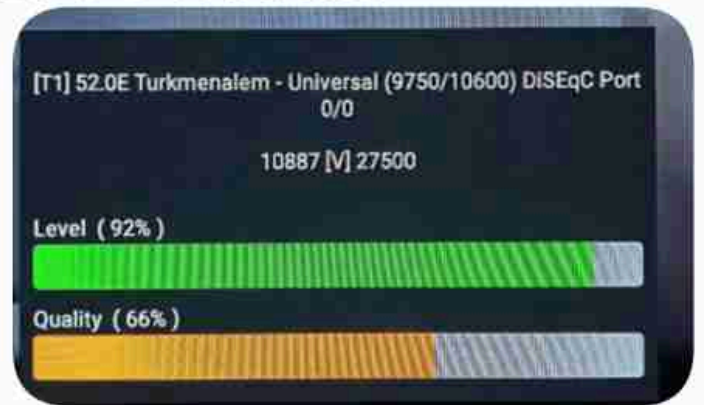 [T1] 52.0E Turkmenalem - Universal (9750/10600) DiSEqC Port
0/0
10887 [V] 27500
Level ( 92% )
Quality ( 66% )